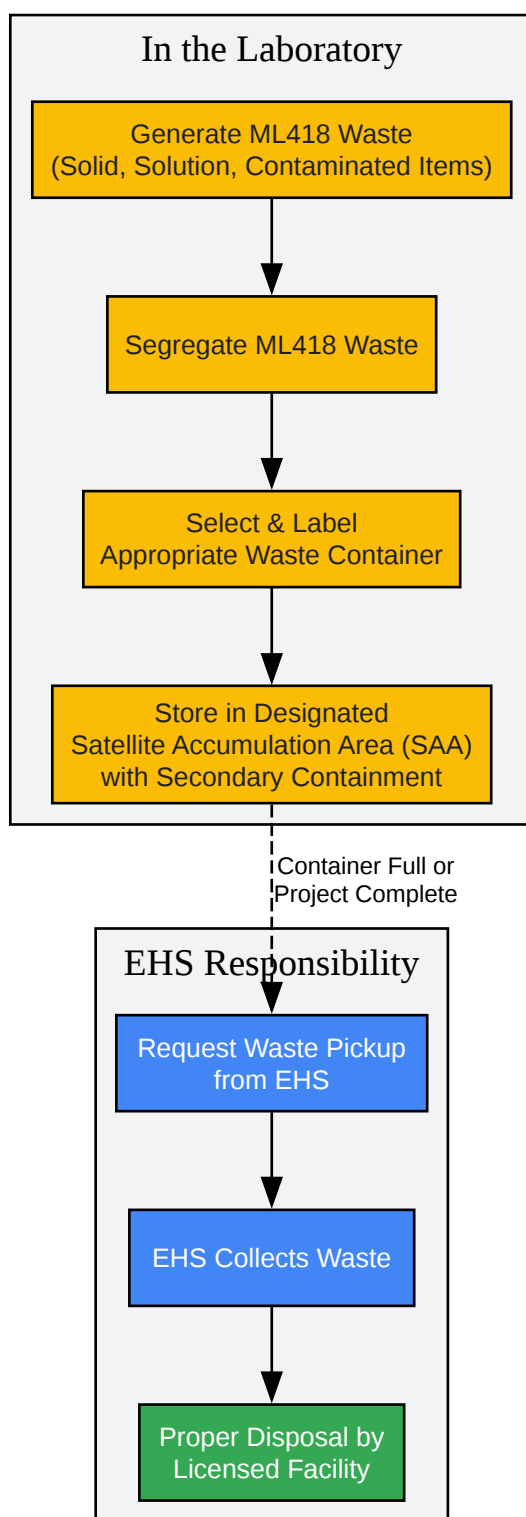 In the Laboratory
Generate ML418 Waste
(Solid, Solution, Contaminated Items)
Segregate ML418 Waste
Select & Label
Appropriate Waste Container
Store in Designated
Satellite Accumulation Area (SAA)
with Secondary Containment
Container Full or
Project Complete
EHS Responsibility
Request Waste Pickup
from EHS
EHS Collects Waste
Proper Disposal by
Licensed Facility